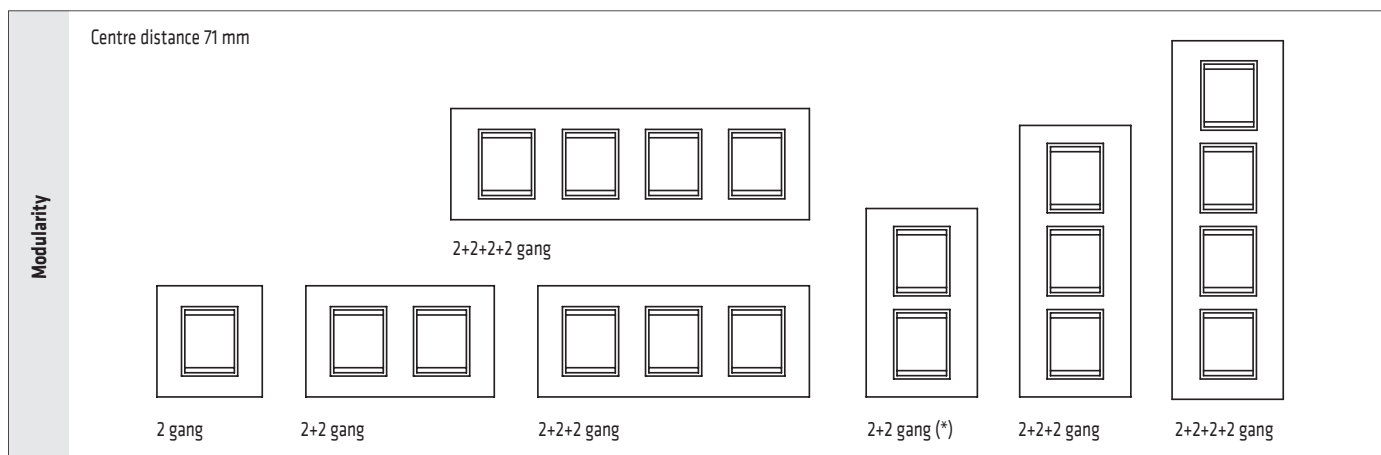 Modularity
Centre distance 71 mm
2+2+2+2 gang
2 gang
2+2 gang
2+2+2 gang
2+2 gang (*)
2+2+2 gang
2+2+2+2 gang